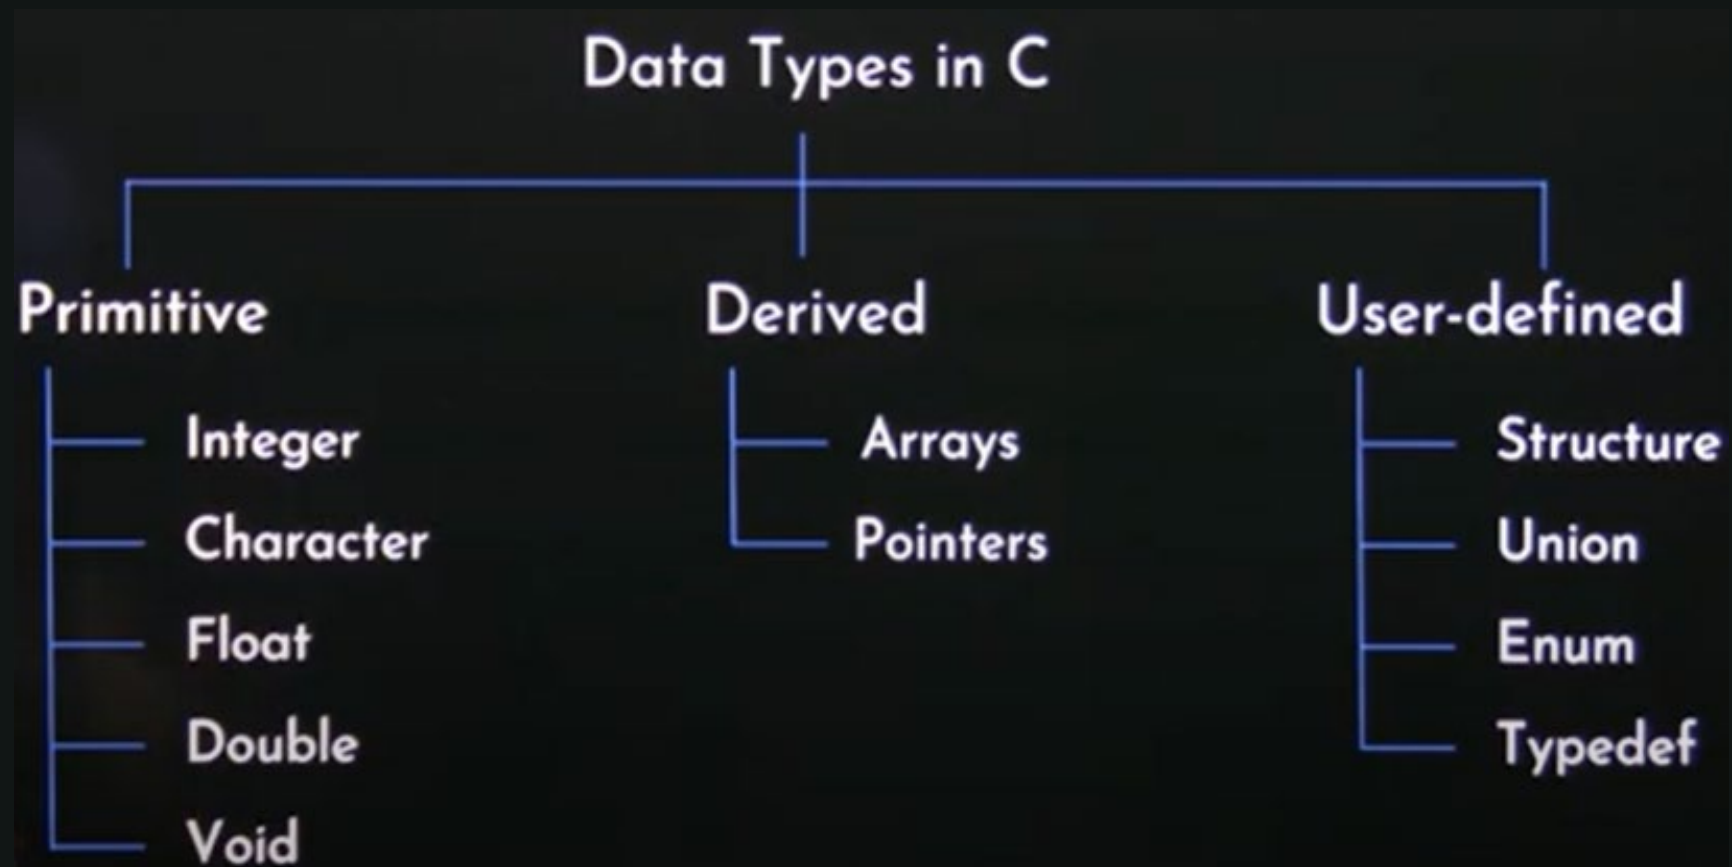 Data Types in C
Primitive
Integer
Character
Float
Double
Void
Derived
Arrays
Pointers
User-defined
Structure
Union
Enum
Typedef